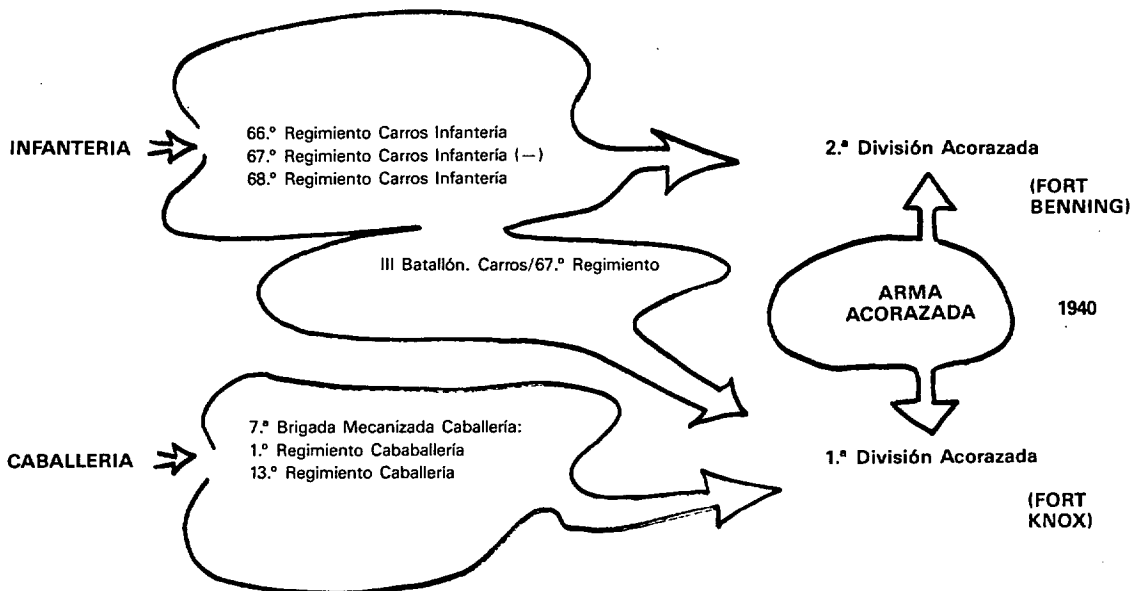 INFANTERIA
66.º Regimiento Carros Infantería
67.º Regimiento Carros Infantería (—)
68.º Regimiento Carros Infantería
III Batallón. Carros/67.º Regimiento
2.ª División Acorazada
(FORT
BENNING)
ARMA
ACORAZADA
1940
CABALLERIA
7.ª Brigada Mecanizada Caballería:
1.º Regimiento Cababallería
13.º Regimiento Caballería
1.ª División Acorazada
(FORT
KNOX)